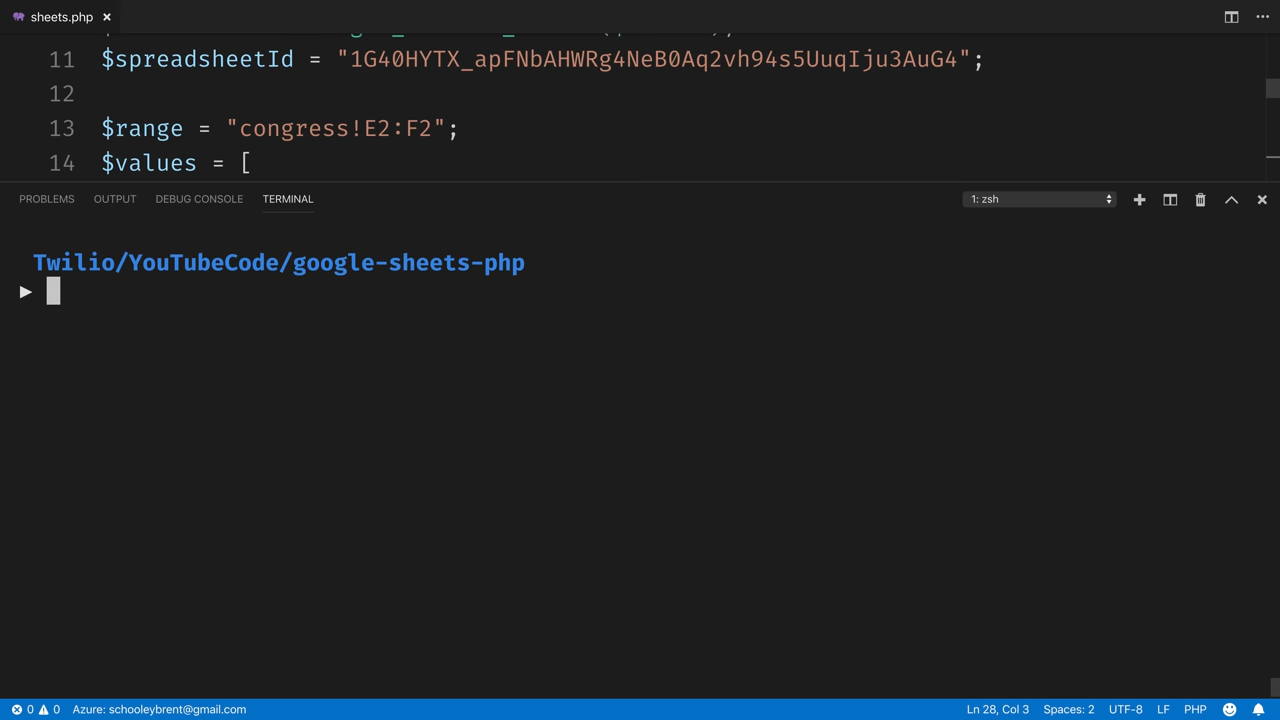 sheets.php
11 $spreadsheetId = "1G40HYTX_apFNbAHWRg4NeB0Aq2vh94s5UuqIju3AuG4";
12
13 $range = "congress!E2:F2";
14 $values = [
PROBLEMS OUTPUT DEBUG CONSOLE TERMINAL 1: zsh
Twilio/YouTubeCode/google-sheets-php
0 0 Azure: schooleybrent@gmail.com Ln 28, Col 3 Spaces: 2 UTF-8 LF PHP